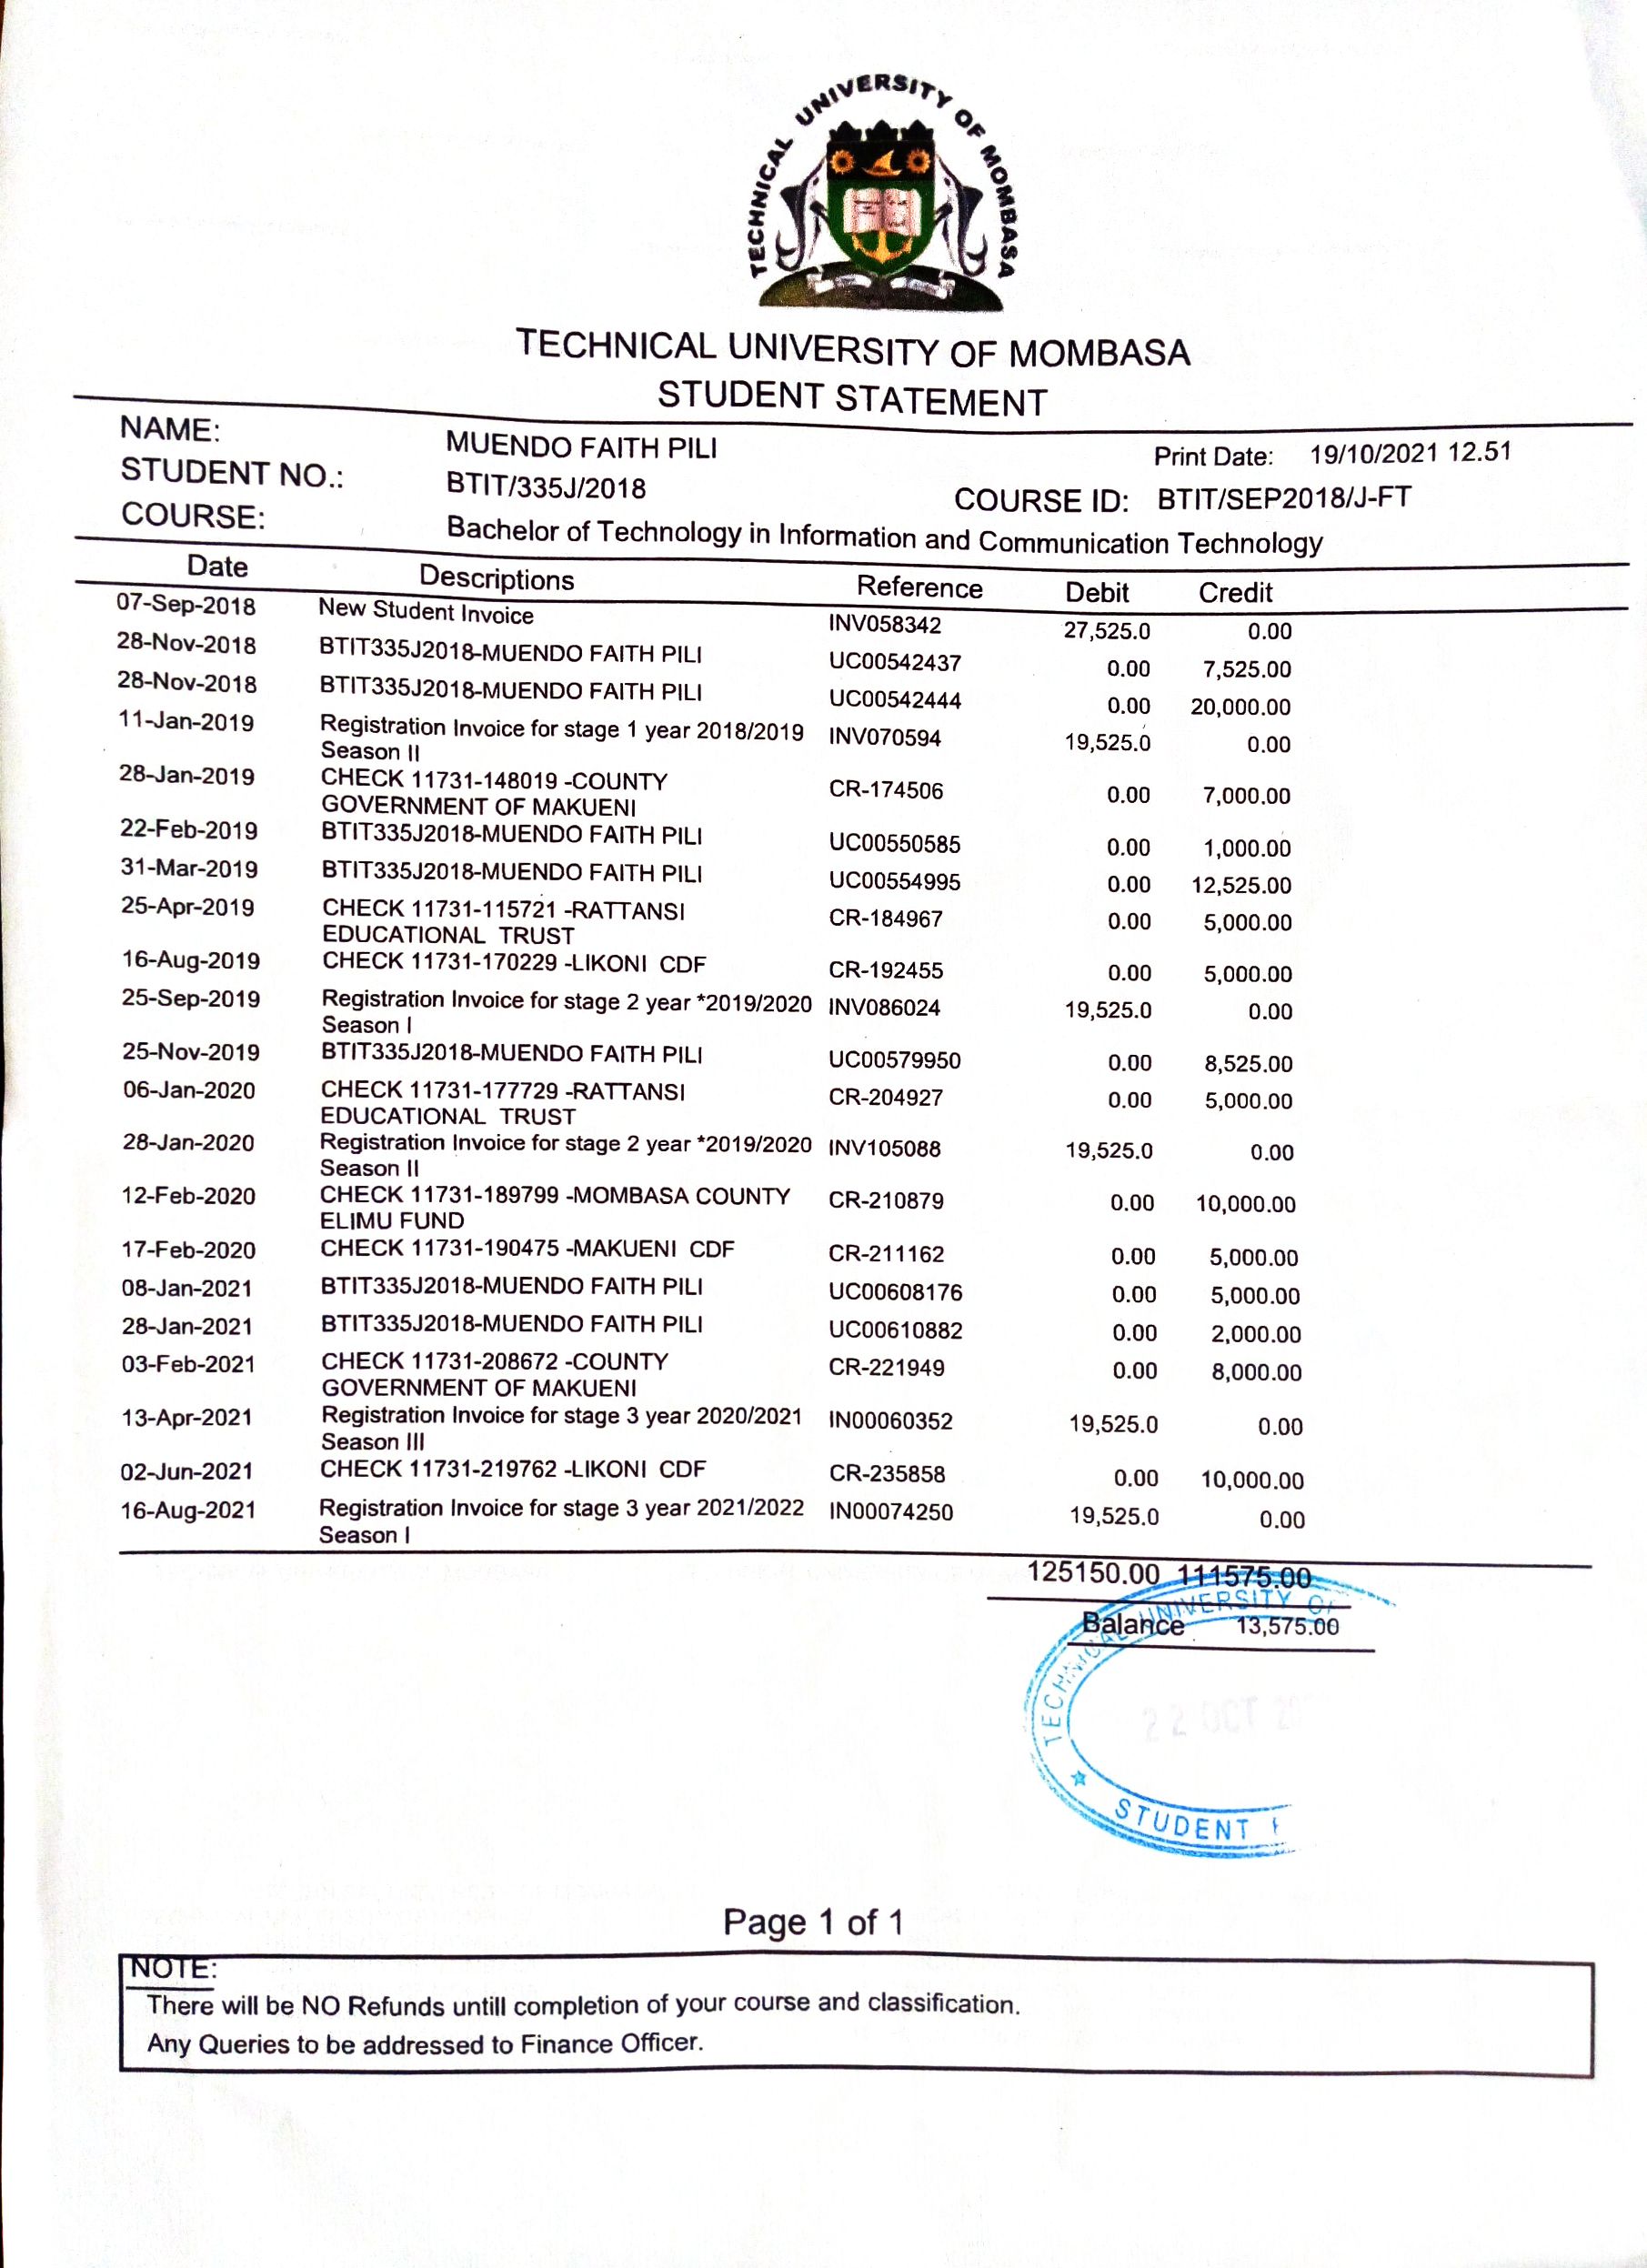 TECHNICAL UNIVERSITY OF MOMBASA
TECHNICAL UNIVERSITY OF MOMBASA
STUDENT STATEMENT
NAME: MUENDO FAITH PILI Print Date: 19/10/2021 12.51
STUDENT NO.: BTIT/335J/2018 COURSE ID: BTIT/SEP2018/J-FT
COURSE: Bachelor of Technology in Information and Communication Technology
Date Descriptions Reference Debit Credit
07-Sep-2018 New Student Invoice INV058342 27,525.0 0.00
28-Nov-2018 BTIT335J2018-MUENDO FAITH PILI UC00542437 0.00 7,525.00
28-Nov-2018 BTIT335J2018-MUENDO FAITH PILI UC00542444 0.00 20,000.00
11-Jan-2019 Registration Invoice for stage 1 year 2018/2019 INV070594 19,525.0 0.00
Season II
28-Jan-2019 CHECK 11731-148019 -COUNTY CR-174506 0.00 7,000.00
GOVERNMENT OF MAKUENI
22-Feb-2019 BTIT335J2018-MUENDO FAITH PILI UC00550585 0.00 1,000.00
31-Mar-2019 BTIT335J2018-MUENDO FAITH PILI UC00554995 0.00 12,525.00
25-Apr-2019 CHECK 11731-115721 -RATTANSI CR-184967 0.00 5,000.00
EDUCATIONAL TRUST
16-Aug-2019 CHECK 11731-170229 -LIKONI CDF CR-192455 0.00 5,000.00
25-Sep-2019 Registration Invoice for stage 2 year *2019/2020 INV086024 19,525.0 0.00
Season I
25-Nov-2019 BTIT335J2018-MUENDO FAITH PILI UC00579950 0.00 8,525.00
06-Jan-2020 CHECK 11731-177729 -RATTANSI CR-204927 0.00 5,000.00
EDUCATIONAL TRUST
28-Jan-2020 Registration Invoice for stage 2 year *2019/2020 INV105088 19,525.0 0.00
Season II
12-Feb-2020 CHECK 11731-189799 -MOMBASA COUNTY CR-210879 0.00 10,000.00
ELIMU FUND
17-Feb-2020 CHECK 11731-190475 -MAKUENI CDF CR-211162 0.00 5,000.00
08-Jan-2021 BTIT335J2018-MUENDO FAITH PILI UC00608176 0.00 5,000.00
28-Jan-2021 BTIT335J2018-MUENDO FAITH PILI UC00610882 0.00 2,000.00
03-Feb-2021 CHECK 11731-208672 -COUNTY CR-221949 0.00 8,000.00
GOVERNMENT OF MAKUENI
13-Apr-2021 Registration Invoice for stage 3 year 2020/2021 IN00060352 19,525.0 0.00
Season III
02-Jun-2021 CHECK 11731-219762 -LIKONI CDF CR-235858 0.00 10,000.00
16-Aug-2021 Registration Invoice for stage 3 year 2021/2022 IN00074250 19,525.0 0.00
Season I
125150.00 111575.00
Balance 13,575.00
TECHNICAL UNIVERSITY
22 OCT
STUDENT
Page 1 of 1
NOTE:
There will be NO Refunds untill completion of your course and classification.
Any Queries to be addressed to Finance Officer.